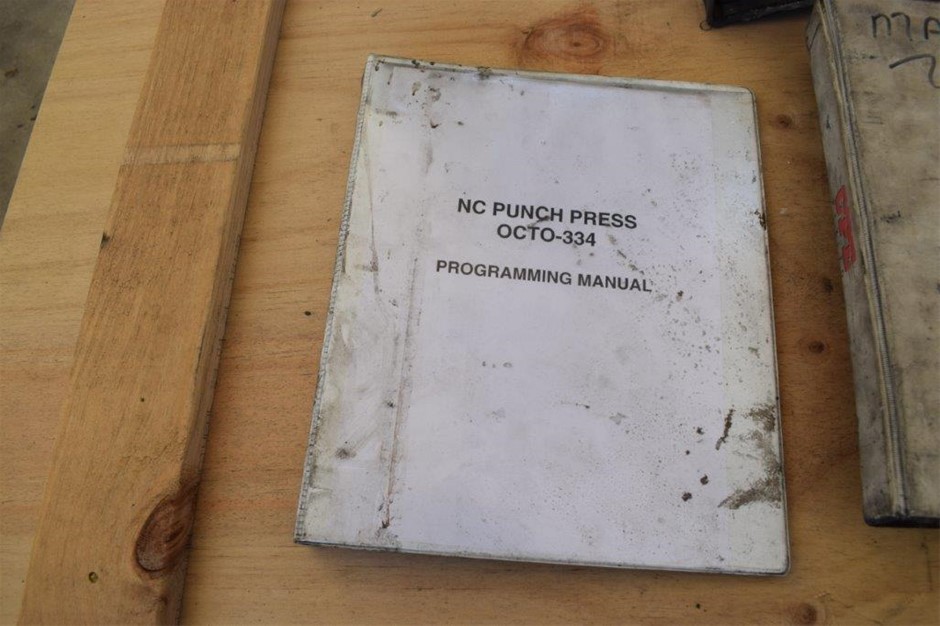 NC PUNCH PRESS
OCTO-334
PROGRAMMING MANUAL